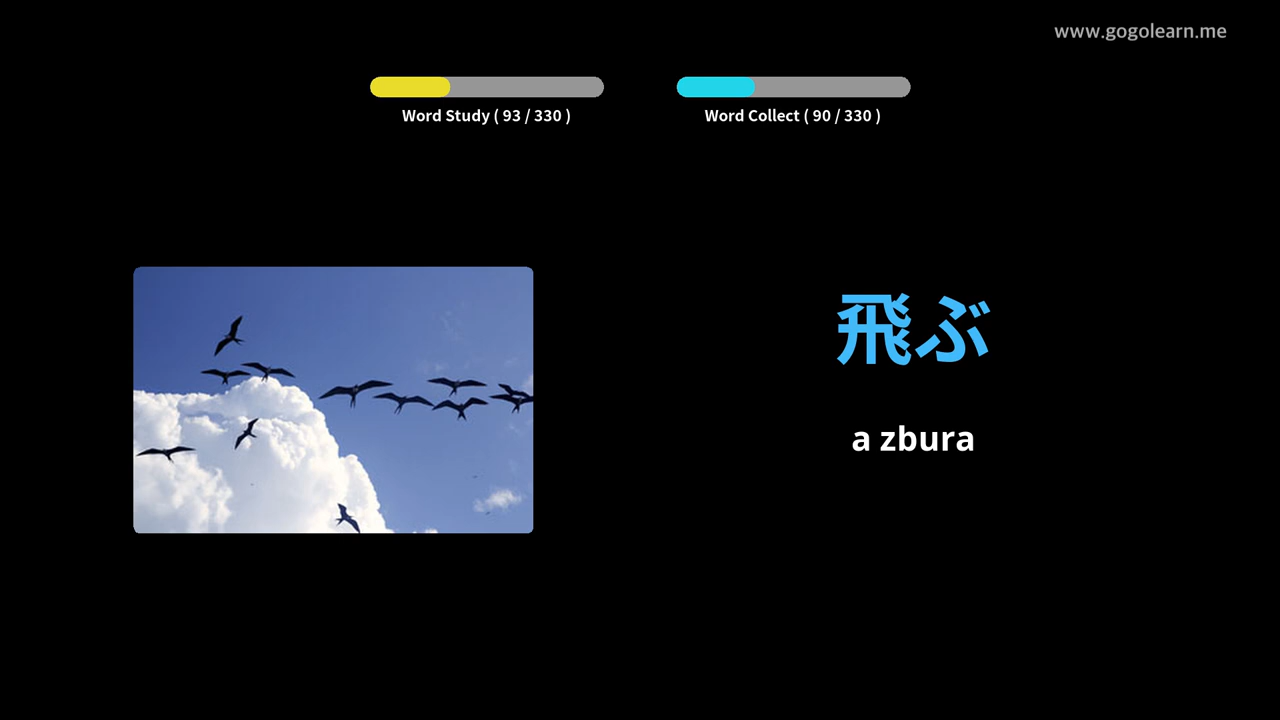 www.gogolearn.me
Word Study ( 93 / 330 )
Word Collect ( 90 / 330 )
飛ぶ
a zbura